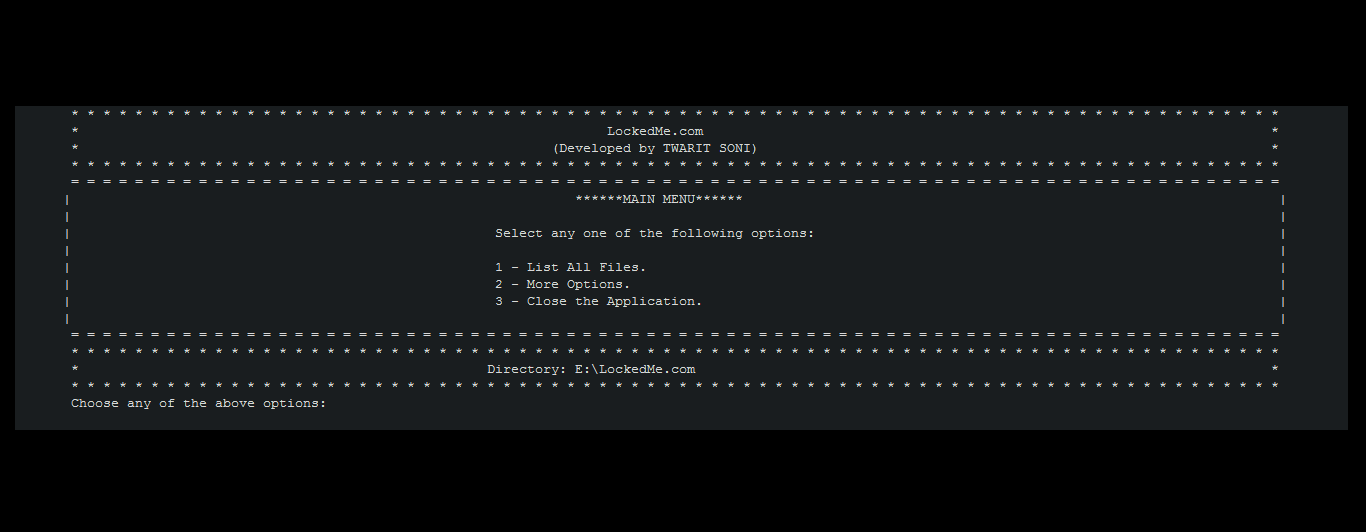 * * * * * * * * * * * * * * * * * * * * * * * * * * * * * * * * * * * * * * * * * * * * * * * * * * * * * * * * * * * * * * * * * * * * * * * * * * * *
* LockedMe.com *
* (Developed by TWARIT SONI) *
* * * * * * * * * * * * * * * * * * * * * * * * * * * * * * * * * * * * * * * * * * * * * * * * * * * * * * * * * * * * * * * * * * * * * * * * * * * *
= = = = = = = = = = = = = = = = = = = = = = = = = = = = = = = = = = = = = = = = = = = = = = = = = = = = = = = = = = = = = = = = = = = = = = = = = = = =
| ******MAIN MENU****** |
| |
| Select any one of the following options: |
| |
| 1 - List All Files. |
| 2 - More Options. |
| 3 - Close the Application. |
| |
= = = = = = = = = = = = = = = = = = = = = = = = = = = = = = = = = = = = = = = = = = = = = = = = = = = = = = = = = = = = = = = = = = = = = = = = = = = =
* * * * * * * * * * * * * * * * * * * * * * * * * * * * * * * * * * * * * * * * * * * * * * * * * * * * * * * * * * * * * * * * * * * * * * * * * * * *
* Directory: E:\LockedMe.com *
* * * * * * * * * * * * * * * * * * * * * * * * * * * * * * * * * * * * * * * * * * * * * * * * * * * * * * * * * * * * * * * * * * * * * * * * * * * *
Choose any of the above options: